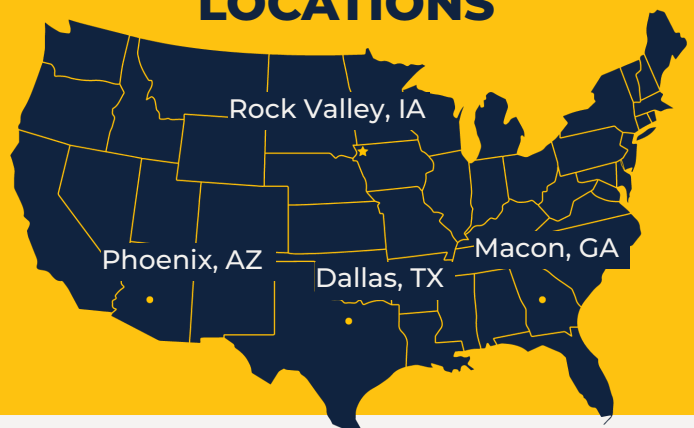 LOCATIONS
Rock Valley, IA
Macon, GA
Phoenix, AZ
Dallas, TX